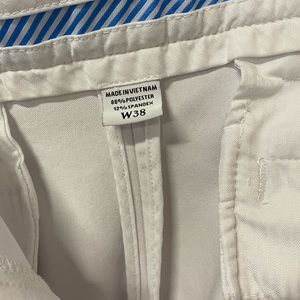 MADE IN VIETNAM
88% POLYESTER
12% SPANDEX
W38